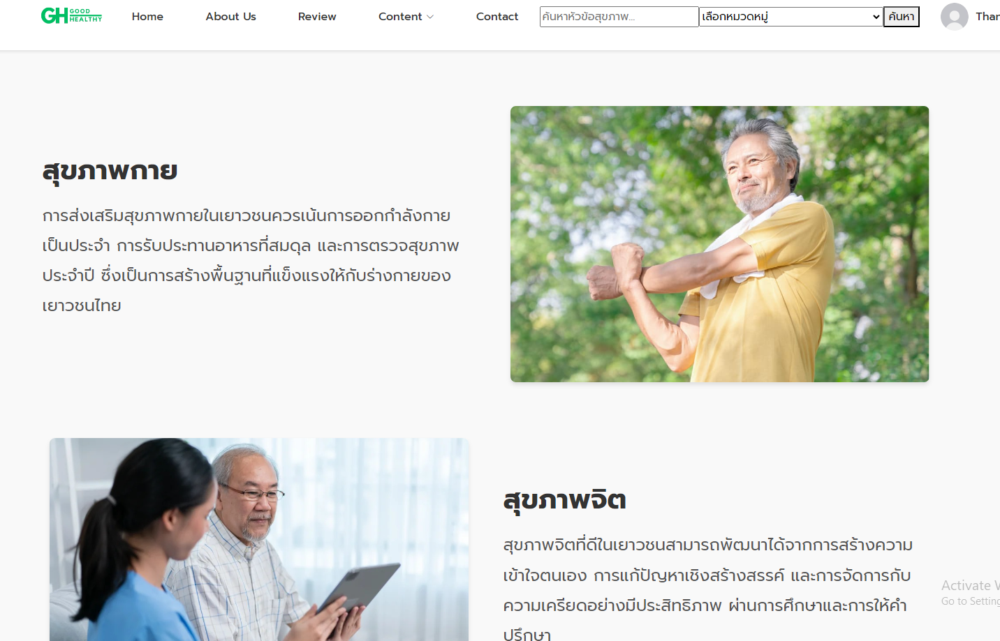 GH GOOD HEALTHY
Home
About Us
Review
Content
Contact
ค้นหาหัวข้อสุขภาพ...
เลือกหมวดหมู่
ค้นหา
สุขภาพกาย
การส่งเสริมสุขภาพกายในเยาวชนควรเน้นการออกกำลังกาย
เป็นประจำ การรับประทานอาหารที่สมดุล และการตรวจสุขภาพ
ประจำปี ซึ่งเป็นการสร้างพื้นฐานที่แข็งแรงให้กับร่างกายของ
เยาวชนไทย
สุขภาพจิต
สุขภาพจิตที่ดีในเยาวชนสามารถพัฒนาได้จากการสร้างความ
เข้าใจตนเอง การแก้ปัญหาเชิงสร้างสรรค์ และการจัดการกับ
ความเครียดอย่างมีประสิทธิภาพ ผ่านการศึกษาและการให้คำ
ปรึกษา
Activate
Go to